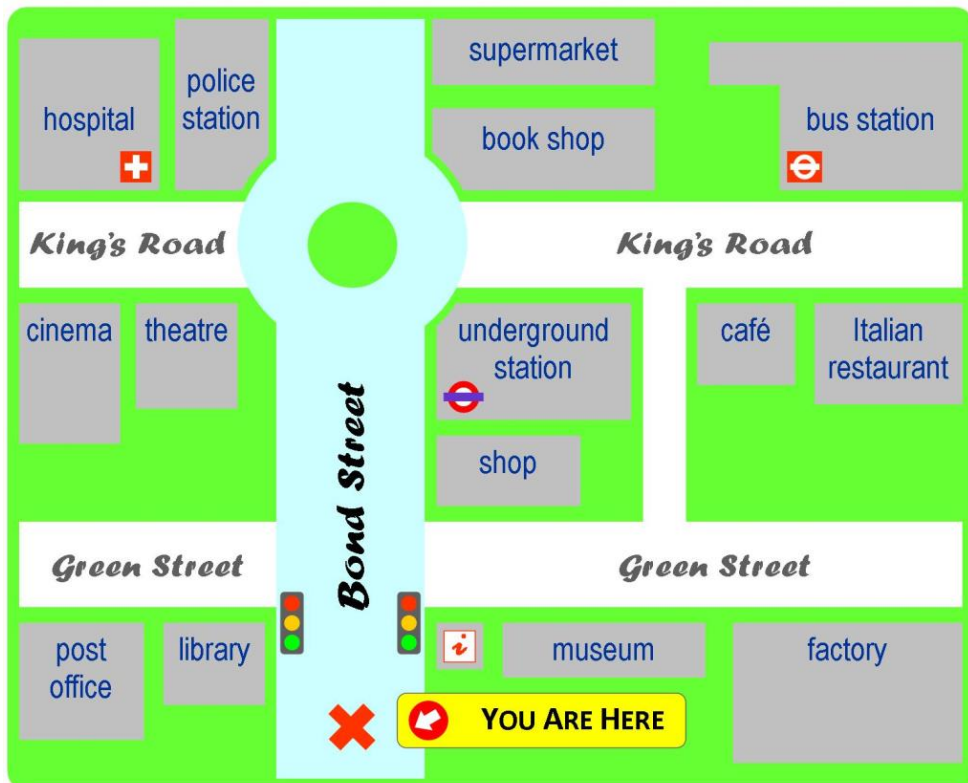 supermarket
police
station
hospital
book shop
bus station
King's Road
King's Road
cinema
theatre
underground
station
café
Italian
restaurant
Bond Street
shop
Green Street
Green Street
post
office
library
i
museum
factory
YOU ARE HERE